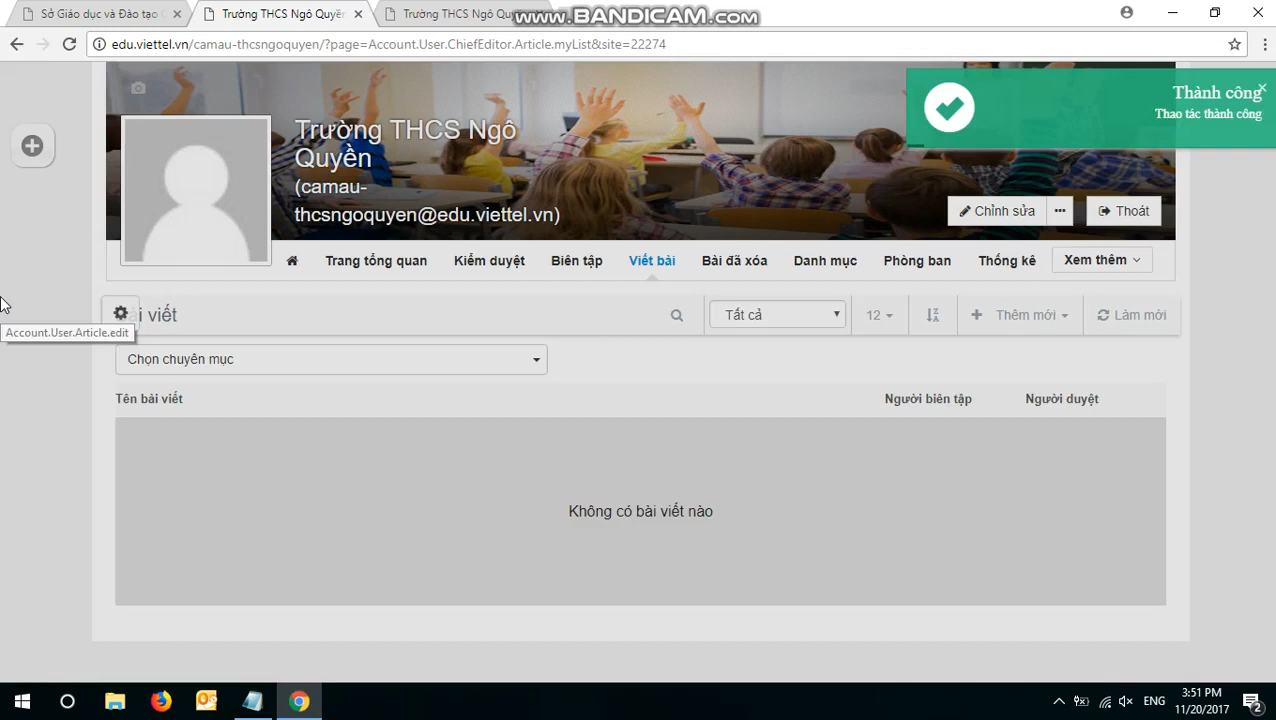 Sở Giáo dục và Đào tạo
Trường THCS Ngô Quyền
Trường THCS Ngô Quyền
www.BANDICAM.com
edu.viettel.vn/camau-thcsngoquyen/?page=Account.User.ChiefEditor.Article.myList&site=22274
Thành công
Thao tác thành công
Trường THCS Ngô
Quyền
(camau-
thcsngoquyen@edu.viettel.vn)
Chỉnh sửa
Thoát
Trang tổng quan
Kiểm duyệt
Biên tập
Viết bài
Bài đã xóa
Danh mục
Phòng ban
Thống kê
Xem thêm
viết
Tất cả
12
Thêm mới
Làm mới
Account.User.Article.edit
Chọn chuyên mục
Tên bài viết
Người biên tập
Người duyệt
Không có bài viết nào
ENG
3:51 PM
11/20/2017
2